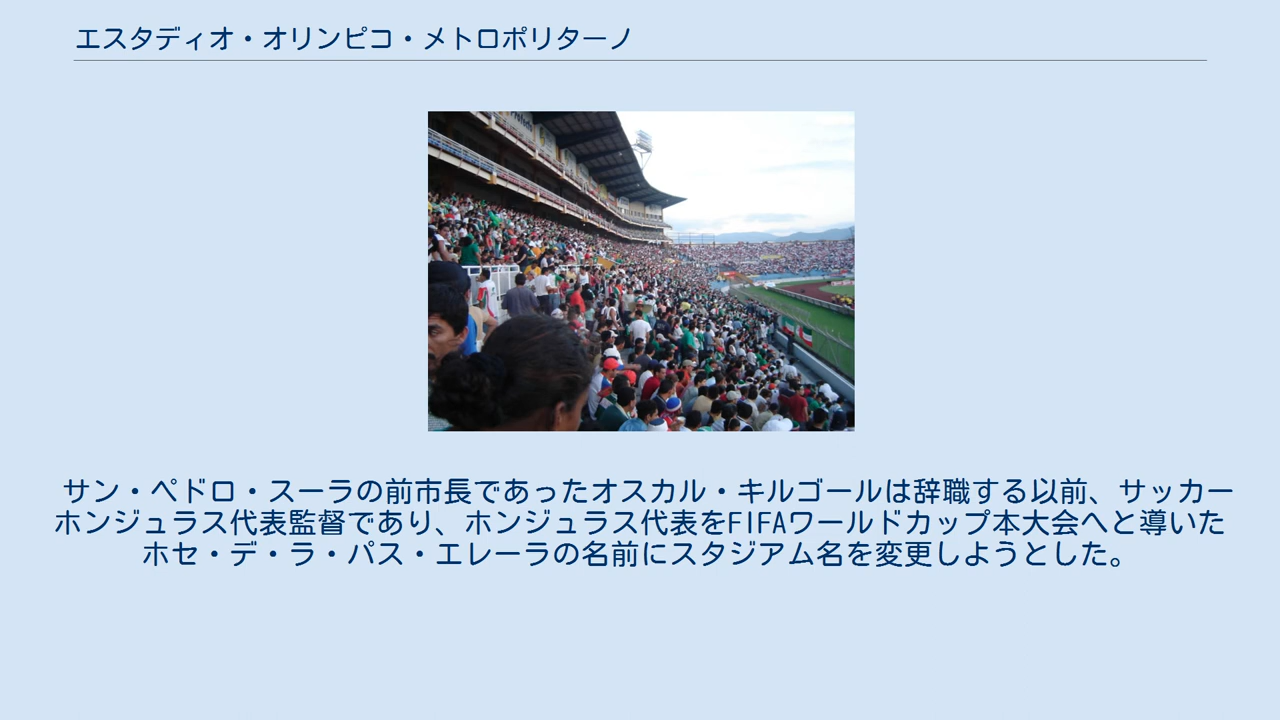 エスタディオ・オリンピコ・メトロポリターノ
サン・ペドロ・スーラの前市長であったオスカル・キルゴールは辞職する以前、サッカー
ホンジュラス代表監督であり、ホンジュラス代表をFIFAワールドカップ本大会へと導いた
ホセ・デ・ラ・パス・エレーラの名前にスタジアム名を変更しようとした。